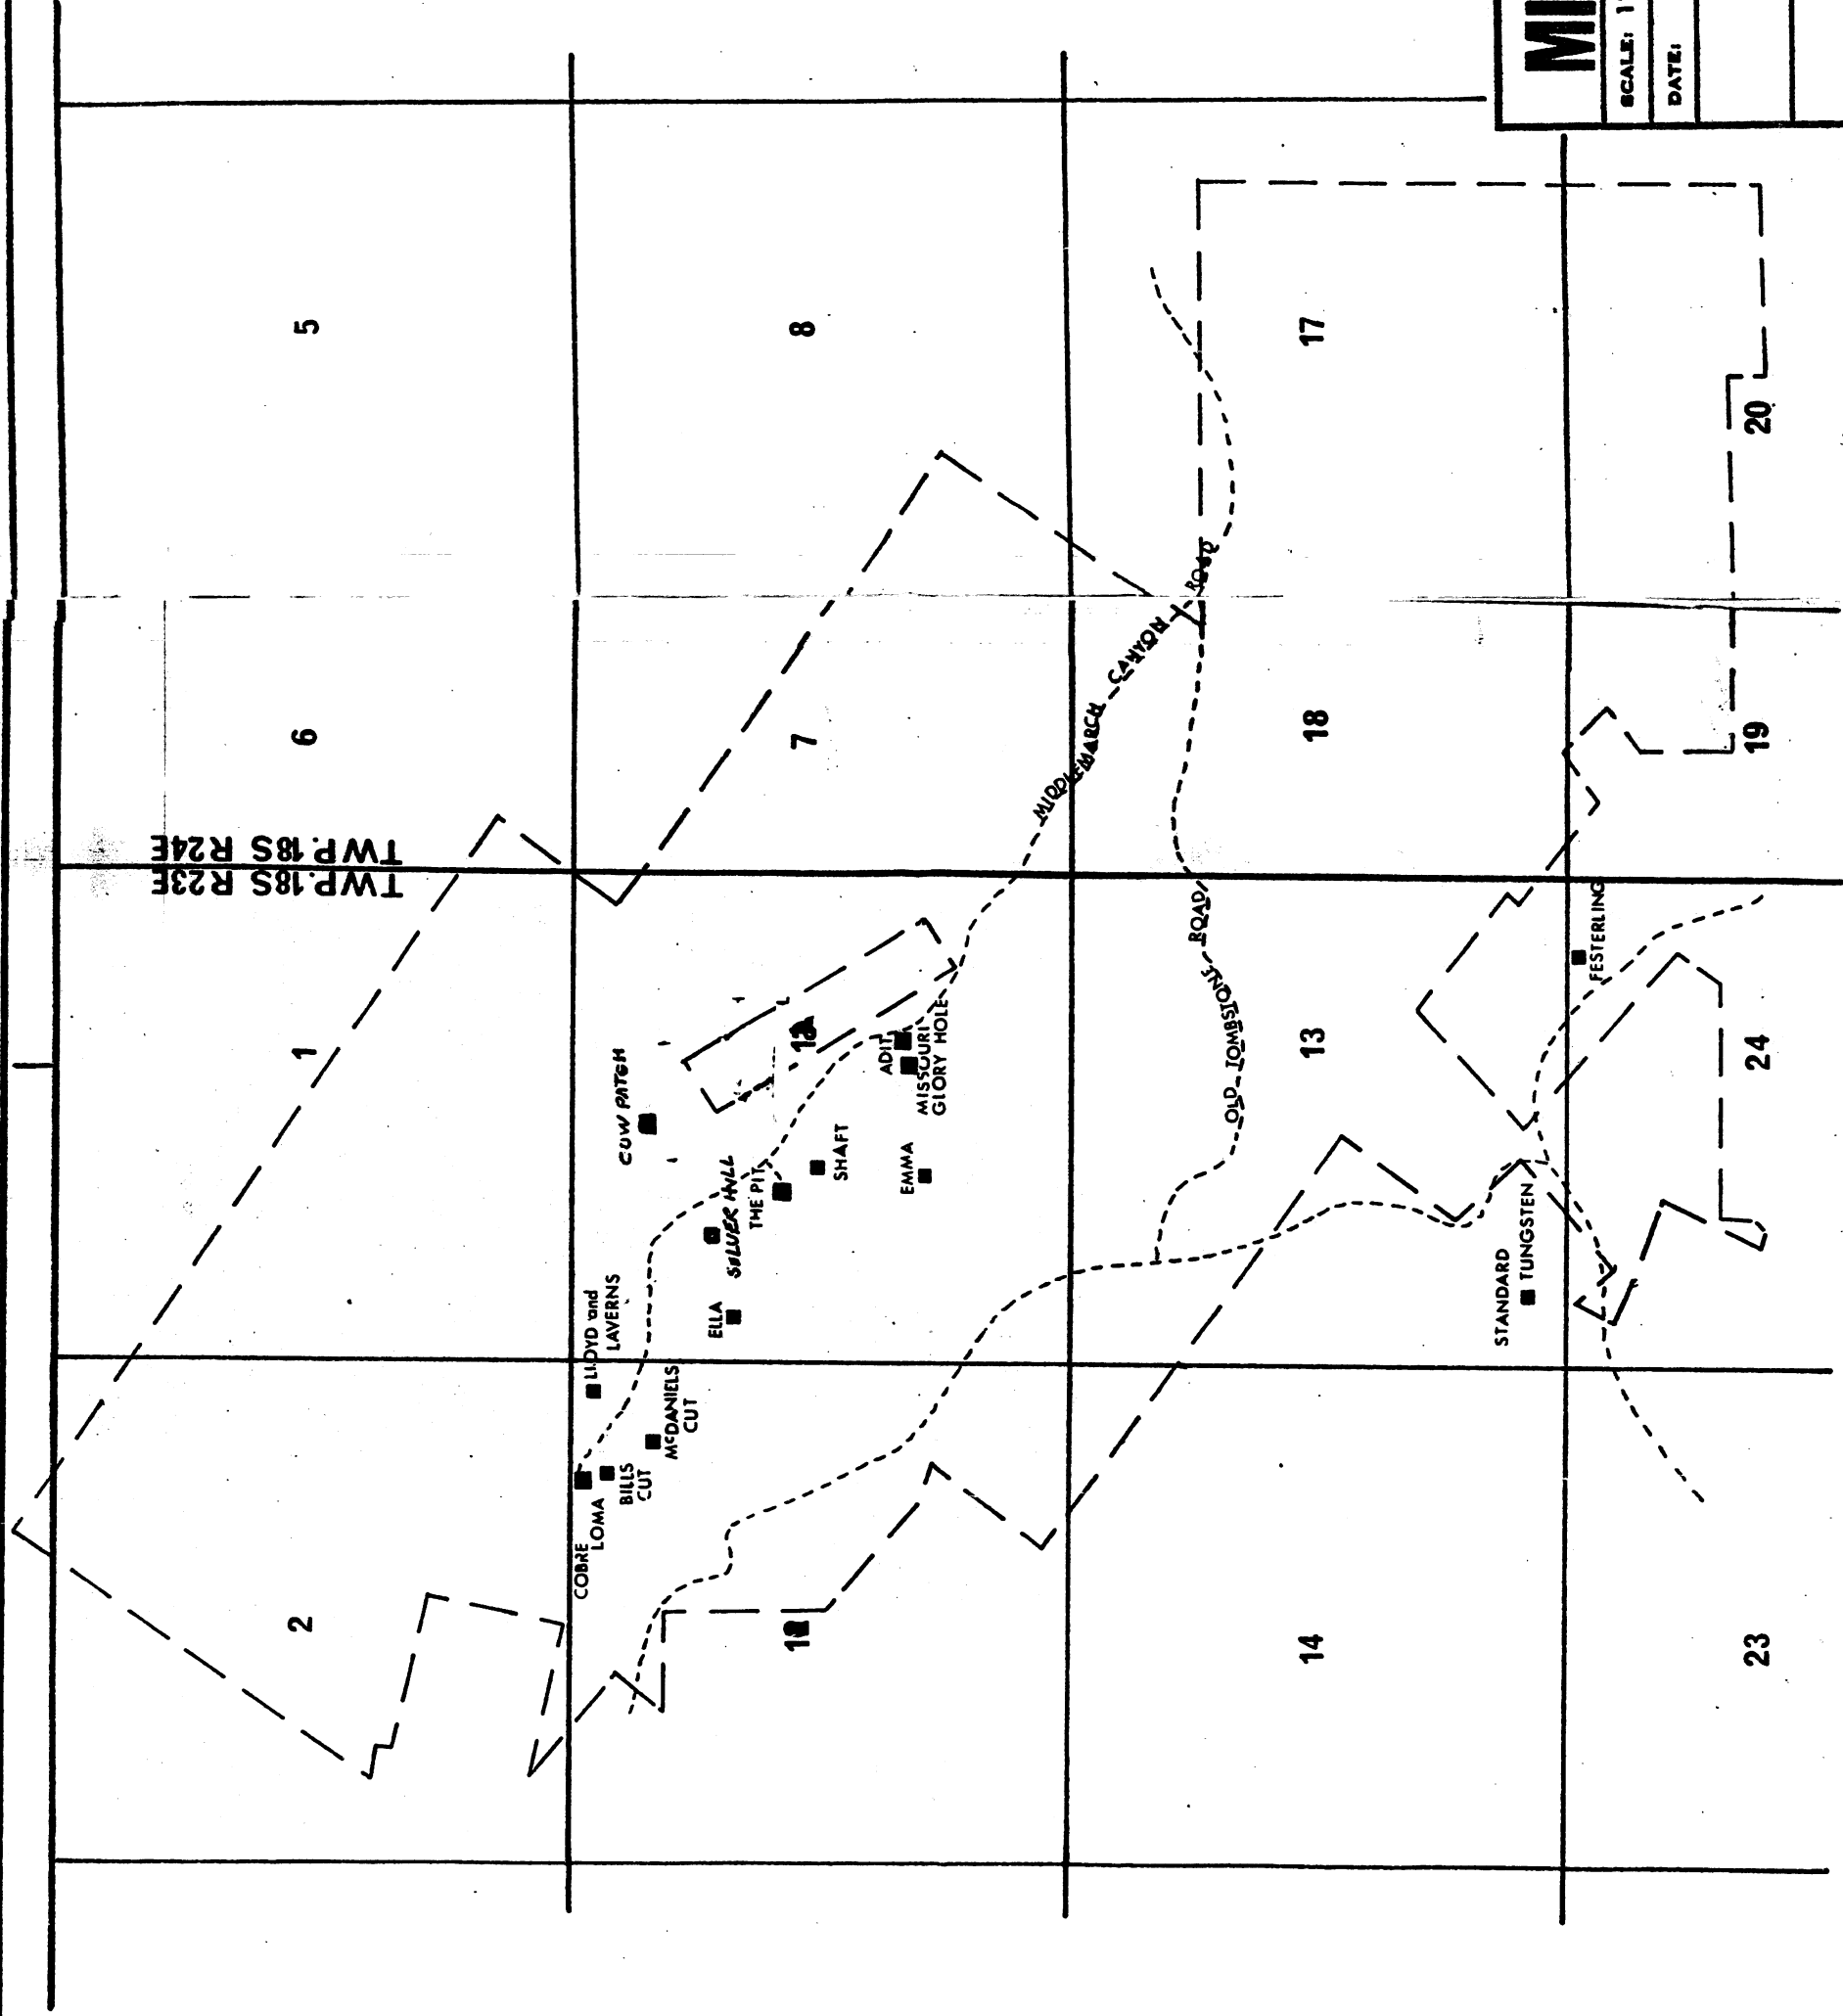 TWP. 18S R24E
TWP. 18S R23E
2
1
6
5
COBRE
LOMA
LLOYD and
LAVERNS
BILLS
CUT
McDANIELS
CUT
COW PATCH
ELLA
SILVER HILL
THE PIT
SHAFT
EMMA
ADIT
MISSOURI
GLORY HOLE
12
7
8
MIDDLEMARCH CANYON ROAD
OLD TOMBSTONE ROAD
14
13
18
17
STANDARD
TUNGSTEN
FESTERLING
23
24
19
20
SCALE: 1
DATE: